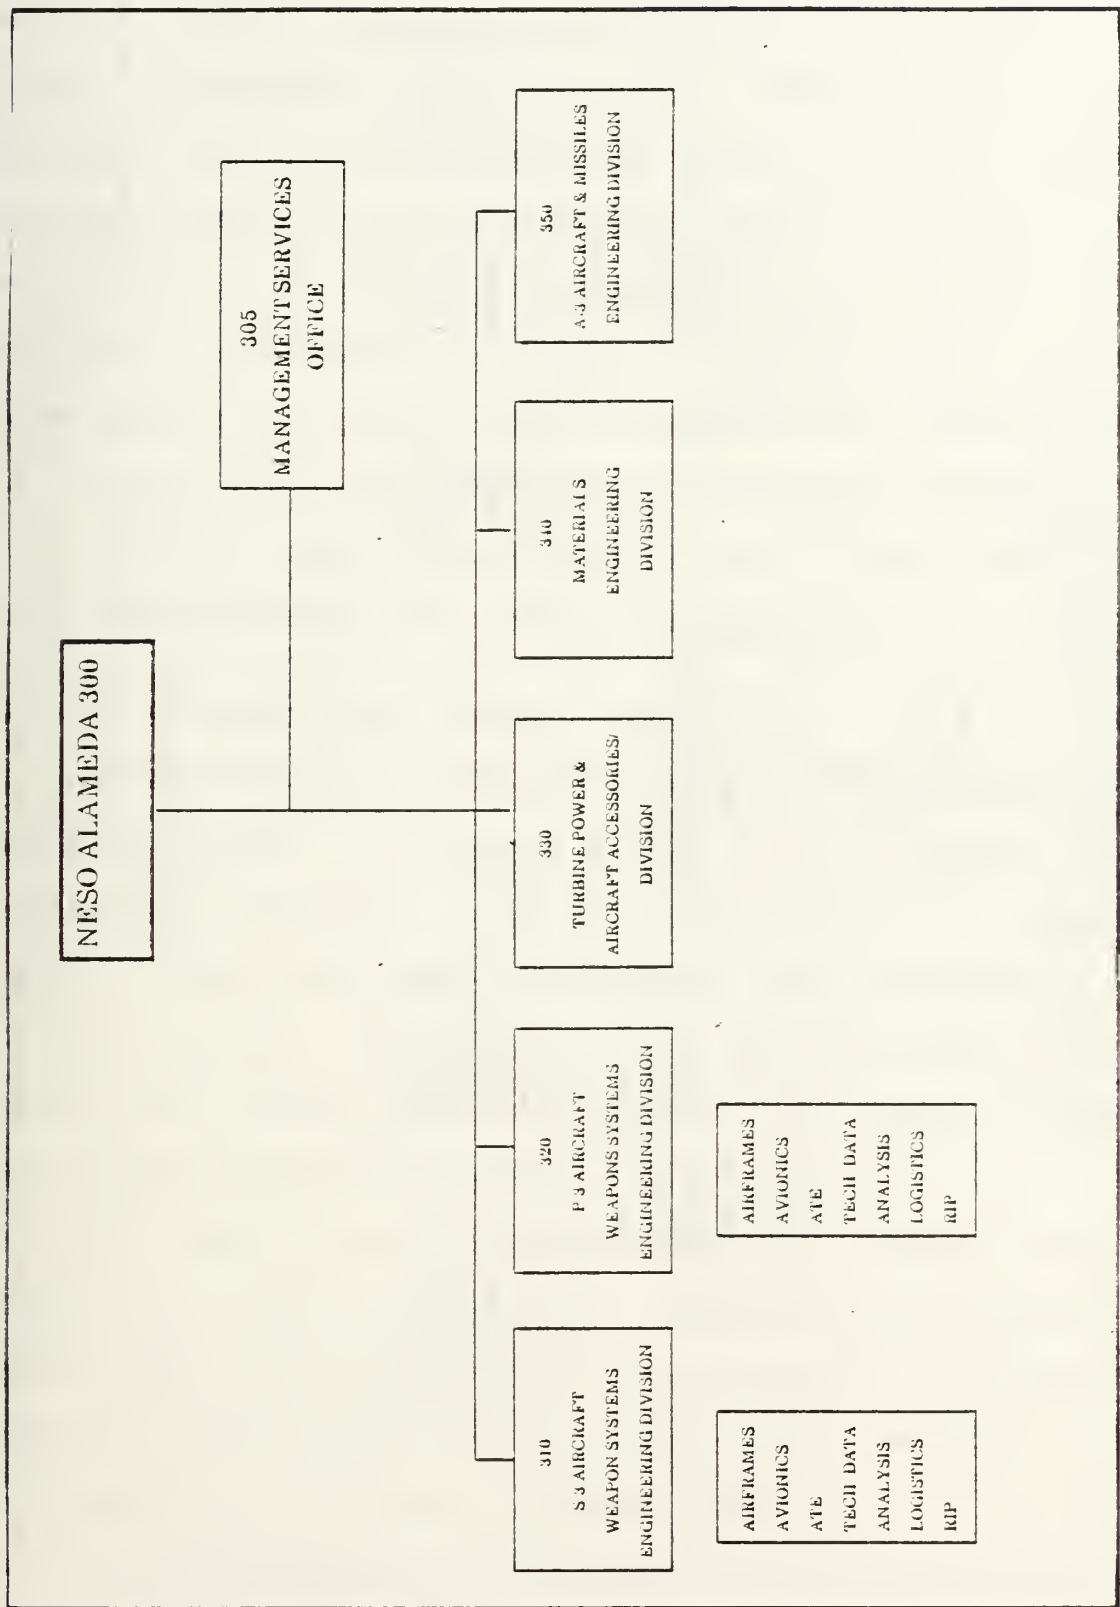 NESO ALAMEDA 300
305
MANAGEMENT SERVICES
OFFICE
310
S 3 AIRCRAFT
WEAPON SYSTEMS
ENGINEERING DIVISION
320
P 3 AIRCRAFT
WEAPONS SYSTEMS
ENGINEERING DIVISION
330
TURBINE POWER &
AIRCRAFT ACCESSORIES/
DIVISION
340
MATERIALS
ENGINEERING
DIVISION
350
A-3 AIRCRAFT & MISSILES
ENGINEERING DIVISION
AIRFRAMES
AVIONICS
ATE
TECH DATA
ANALYSIS
LOGISTICS
RIP
AIRFRAMES
AVIONICS
ATE
TECH DATA
ANALYSIS
LOGISTICS
RIP